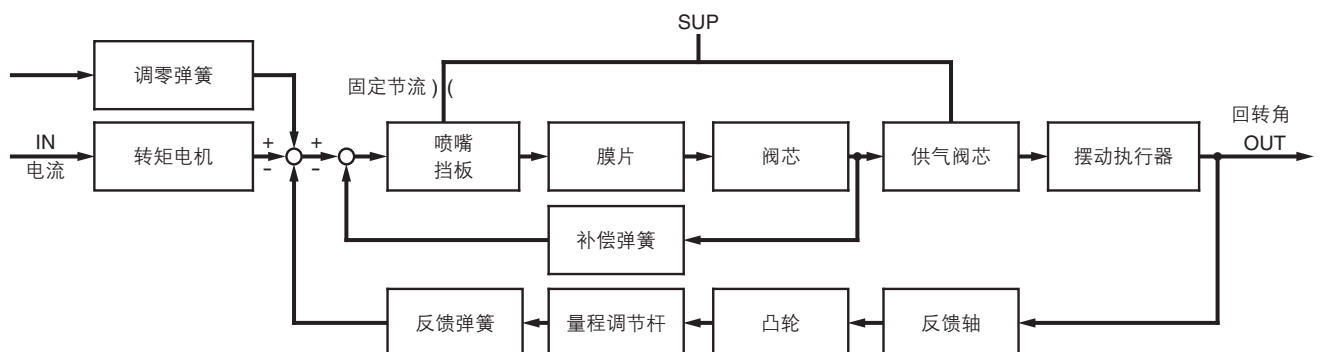 SUP
调零弹簧
固定节流 ) (
IN
电流
转矩电机
+
-
+
-
喷嘴
挡板
膜片
阀芯
供气阀芯
摆动执行器
回转角
OUT
补偿弹簧
反馈弹簧
量程调节杆
凸轮
反馈轴